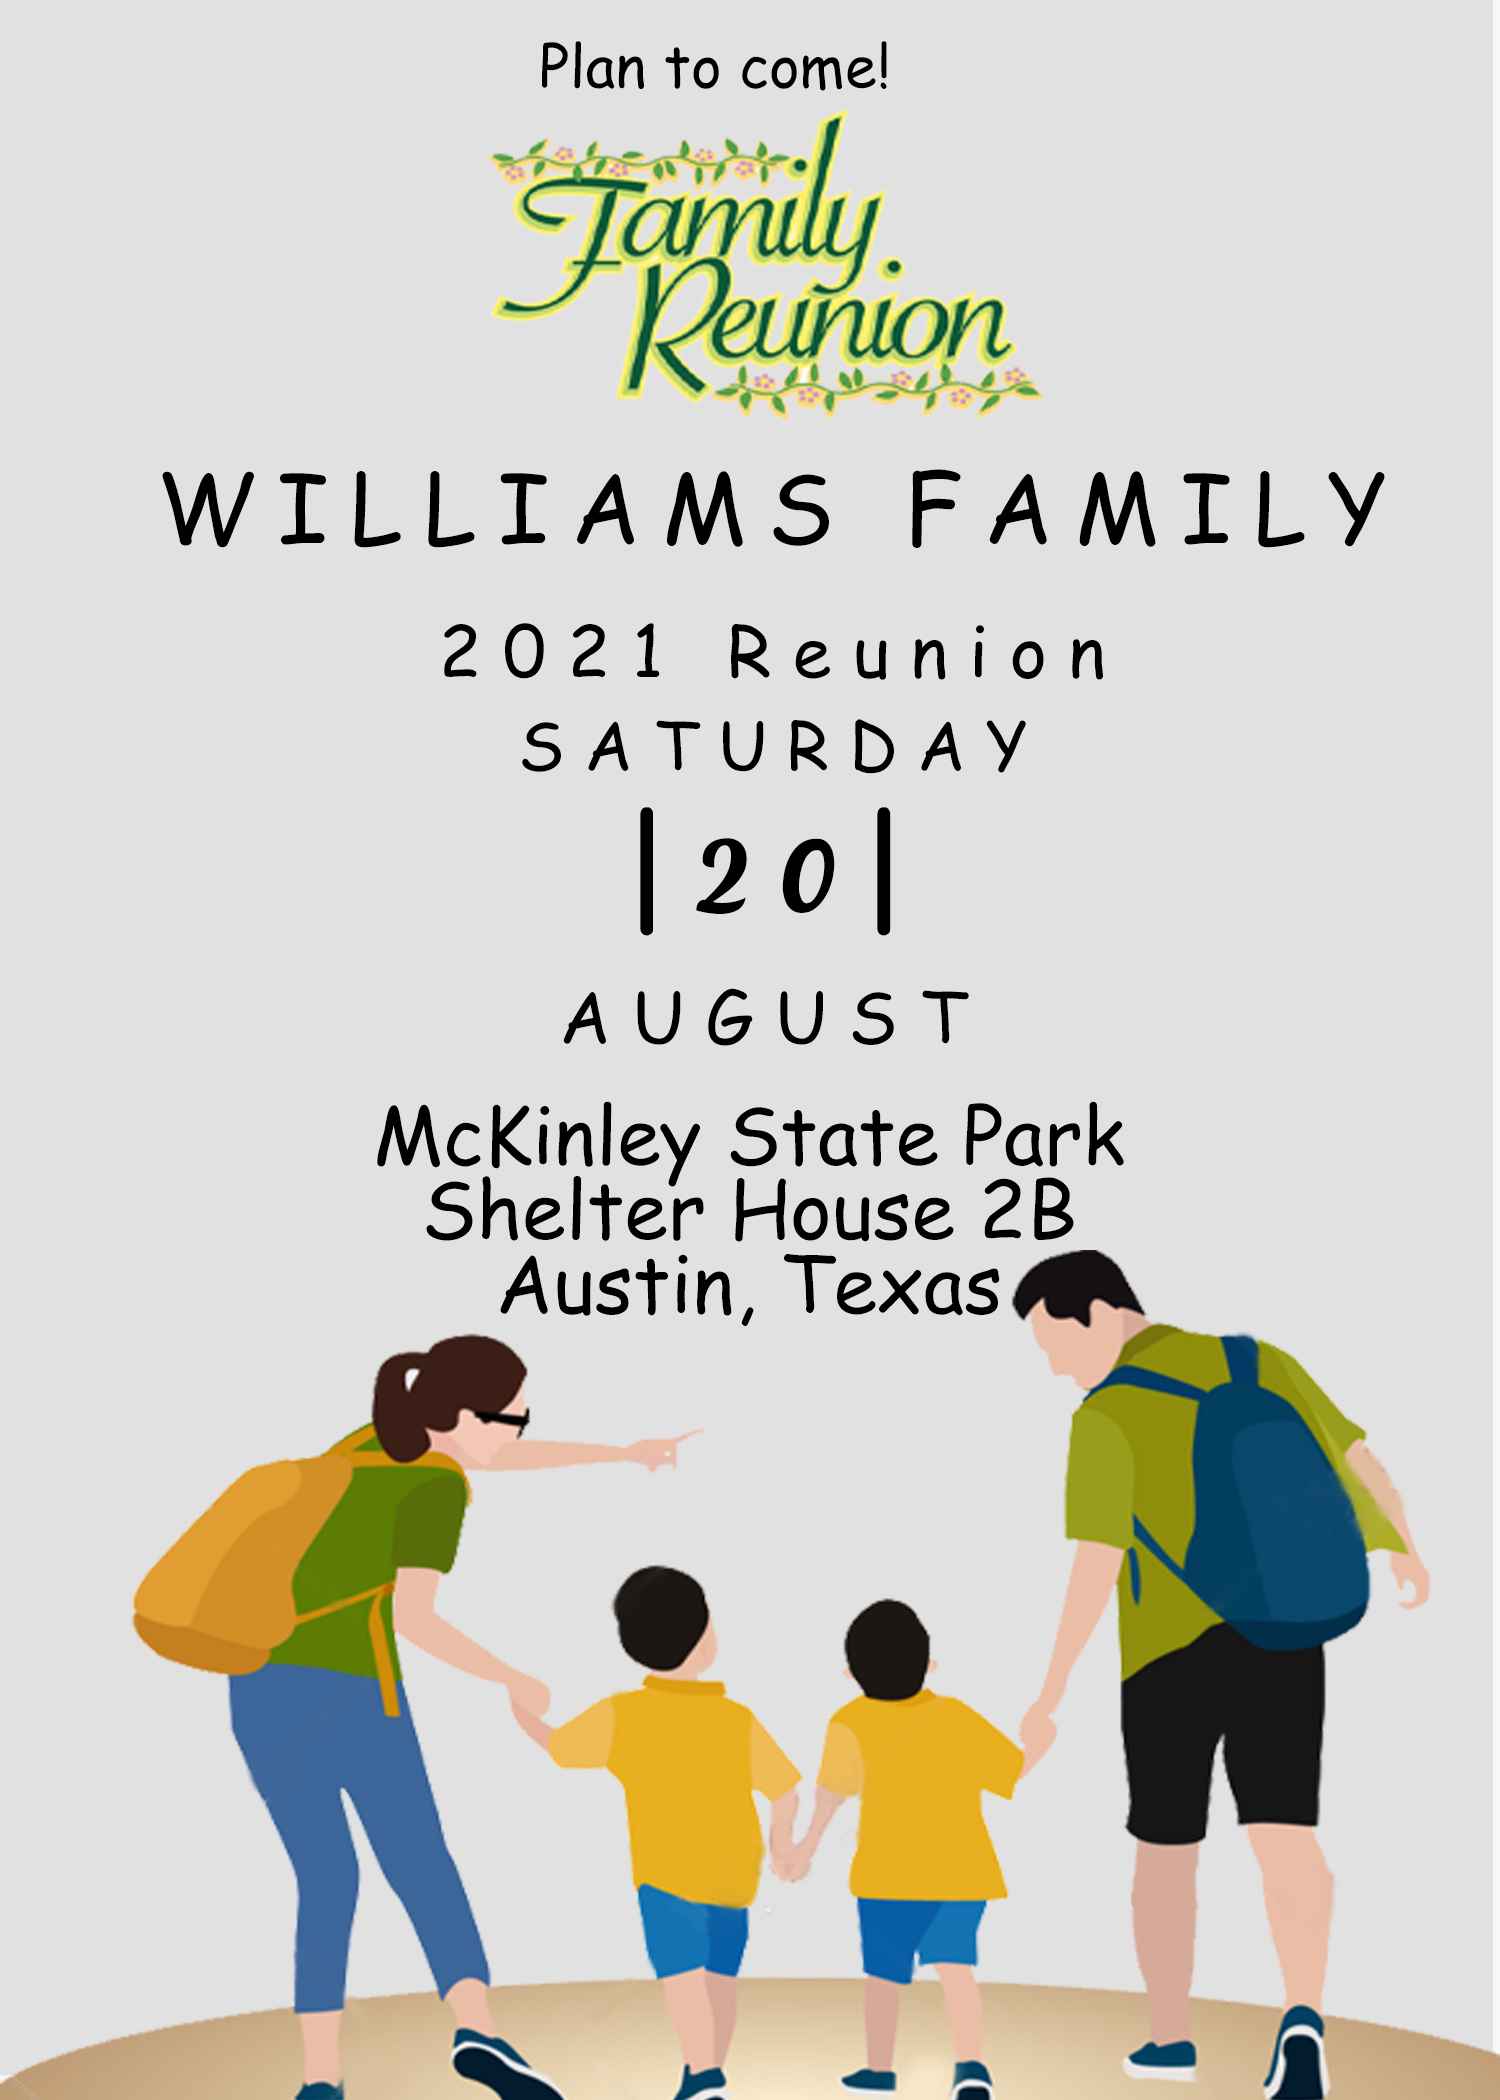 Plan to come!
Family
Reunion
WILLIAMS FAMILY
2021 Reunion
SATURDAY
|20|
AUGUST
McKinley State Park
Shelter House 2B
Austin, Texas